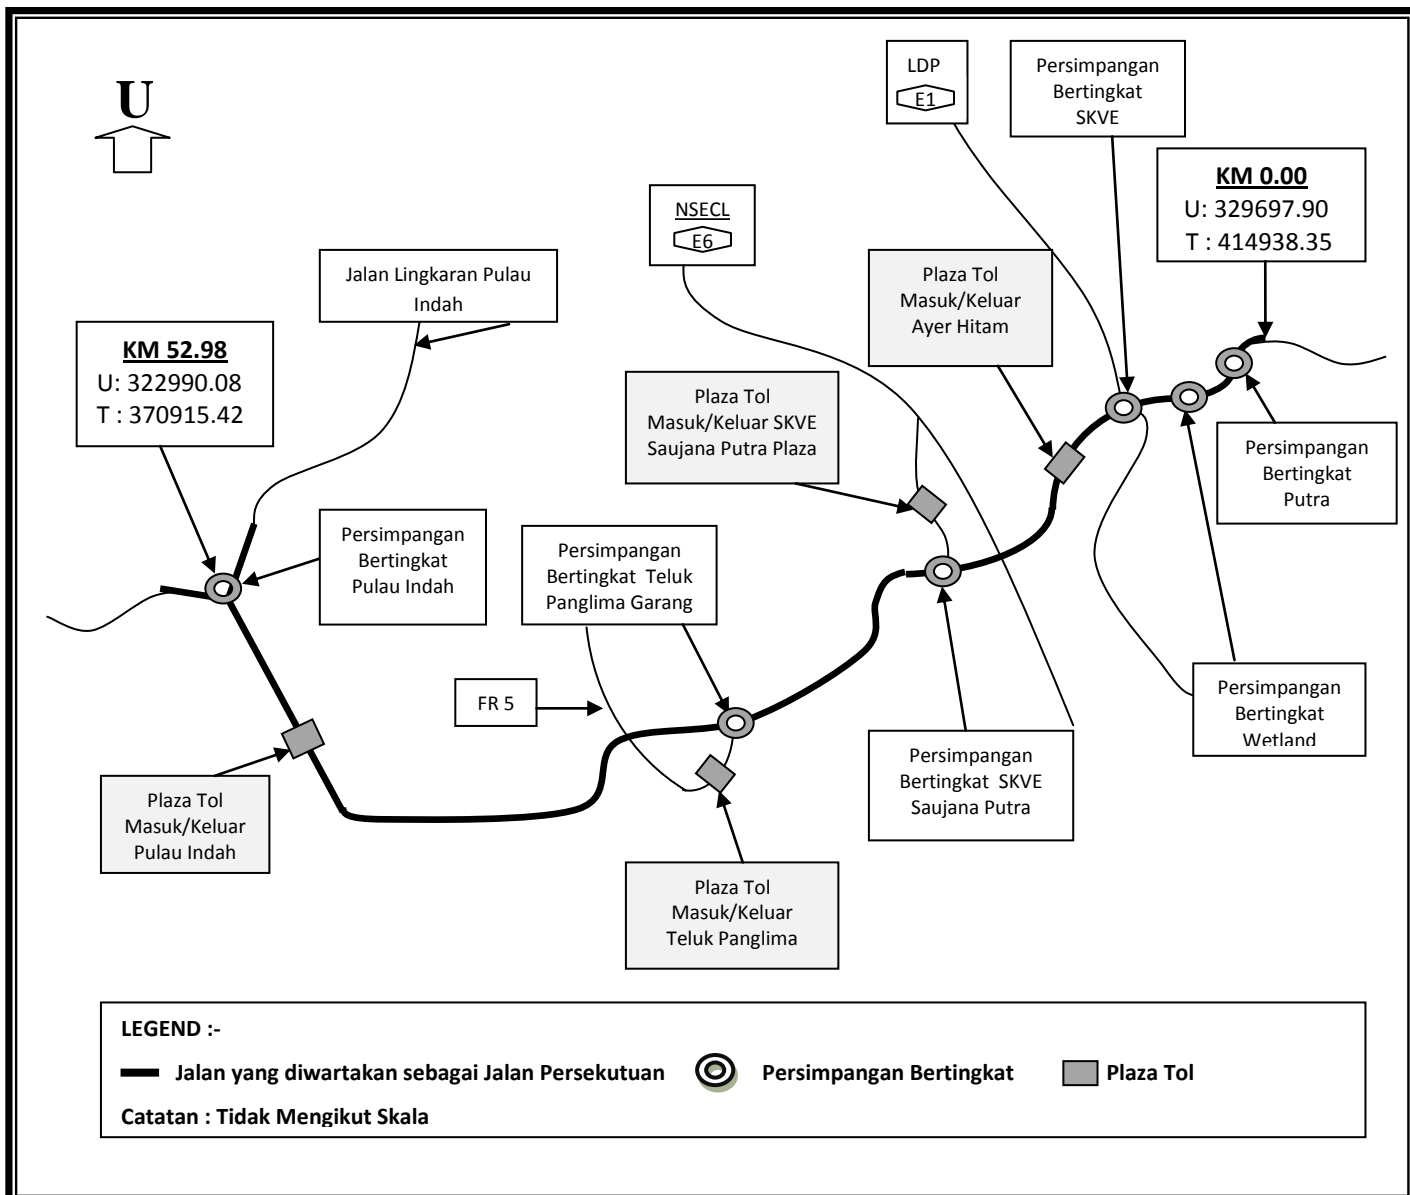 U
LDP
E1
Persimpangan
Bertingkat
SKVE
KM 0.00
U: 329697.90
T : 414938.35
NSECL
E6
Jalan Lingkaran Pulau
Indah
Plaza Tol
Masuk/Keluar
Ayer Hitam
KM 52.98
U: 322990.08
T : 370915.42
Plaza Tol
Masuk/Keluar SKVE
Saujana Putra Plaza
Persimpangan
Bertingkat
Putra
Persimpangan
Bertingkat
Pulau Indah
Persimpangan
Bertingkat Teluk
Panglima Garang
FR 5
Persimpangan
Bertingkat
Wetland
Persimpangan
Bertingkat SKVE
Saujana Putra
Plaza Tol
Masuk/Keluar
Pulau Indah
Plaza Tol
Masuk/Keluar
Teluk Panglima
LEGEND :-
Jalan yang diwartakan sebagai Jalan Persekutuan
Persimpangan Bertingkat
Plaza Tol
Catatan : Tidak Mengikut Skala